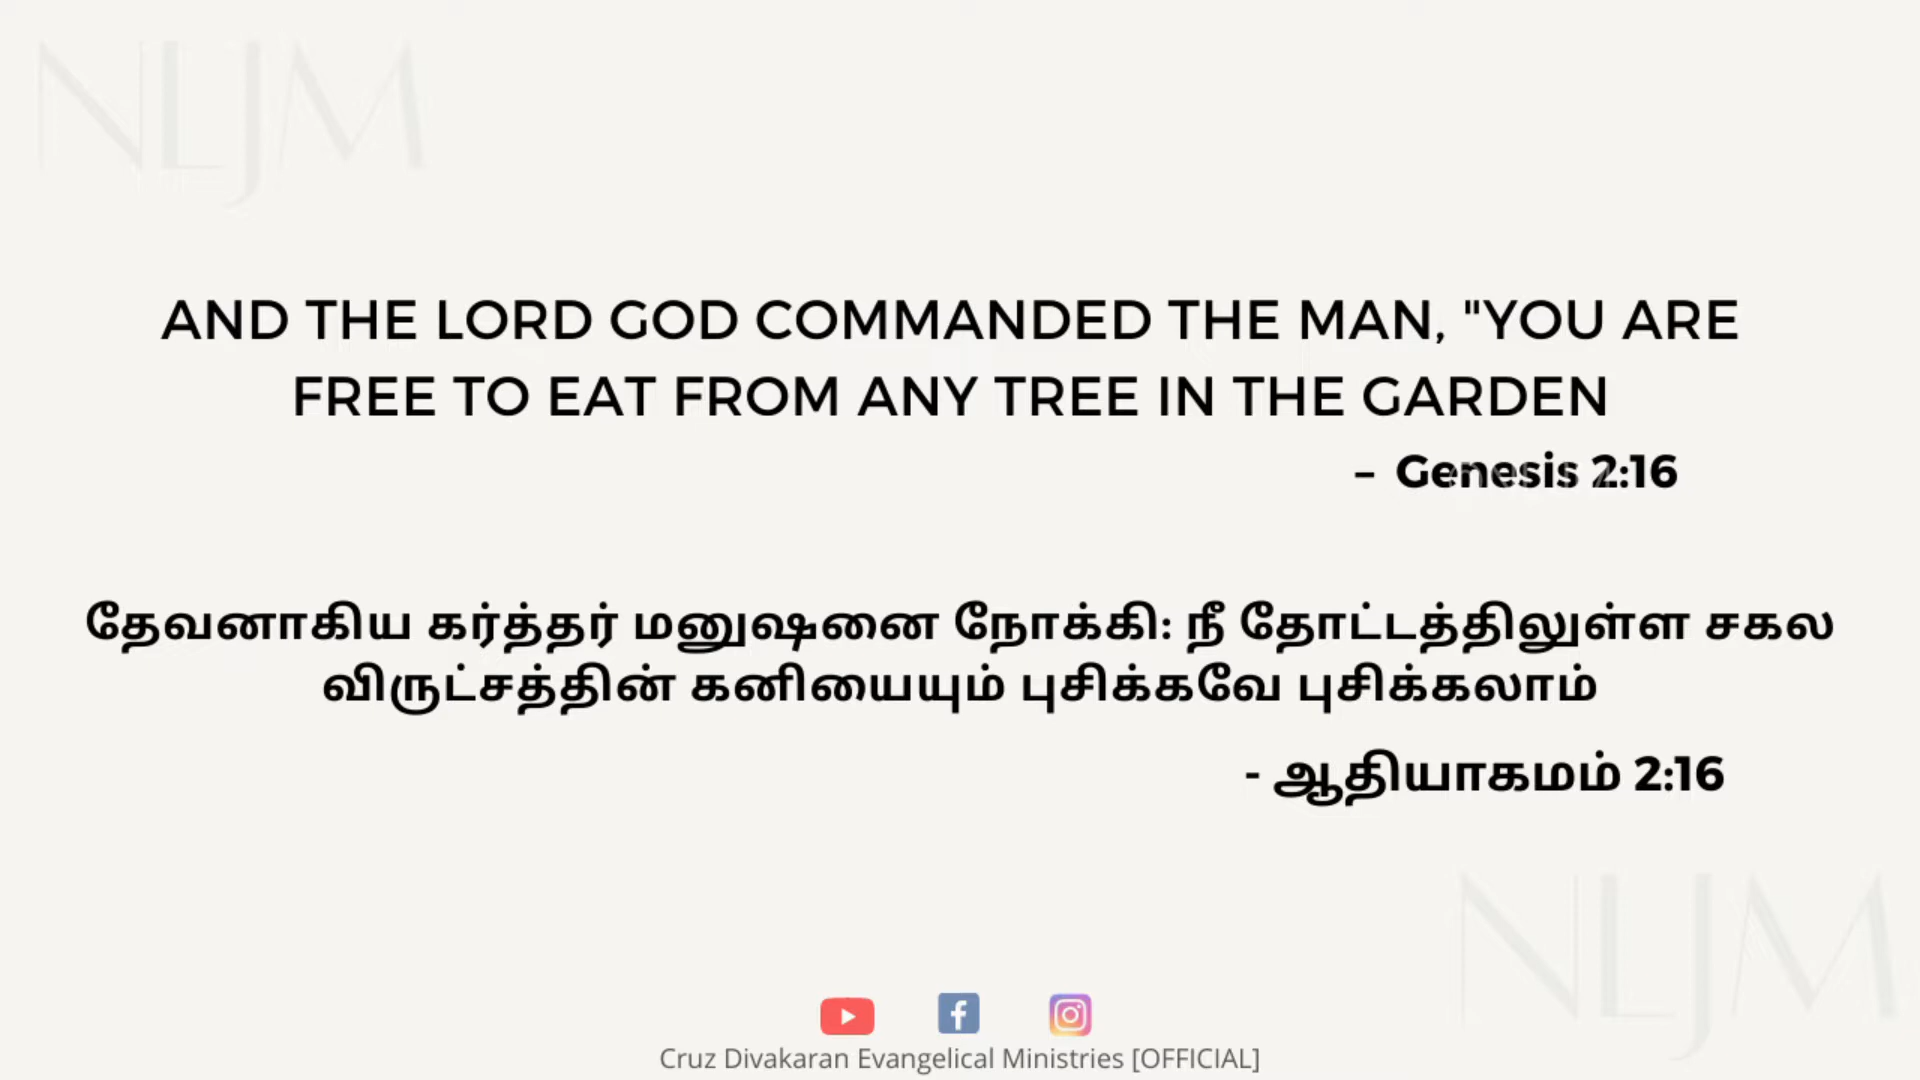 NLJM
AND THE LORD GOD COMMANDED THE MAN, "YOU ARE
FREE TO EAT FROM ANY TREE IN THE GARDEN
– Genesis 2:16
தேவனாகிய கர்த்தர் மனுஷனை நோக்கி: நீ தோட்டத்திலுள்ள சகல
விருட்சத்தின் கனியையும் புசிக்கவே புசிக்கலாம்
- ஆதியாகமம் 2:16
NLJM
Cruz Divakaran Evangelical Ministries [OFFICIAL]